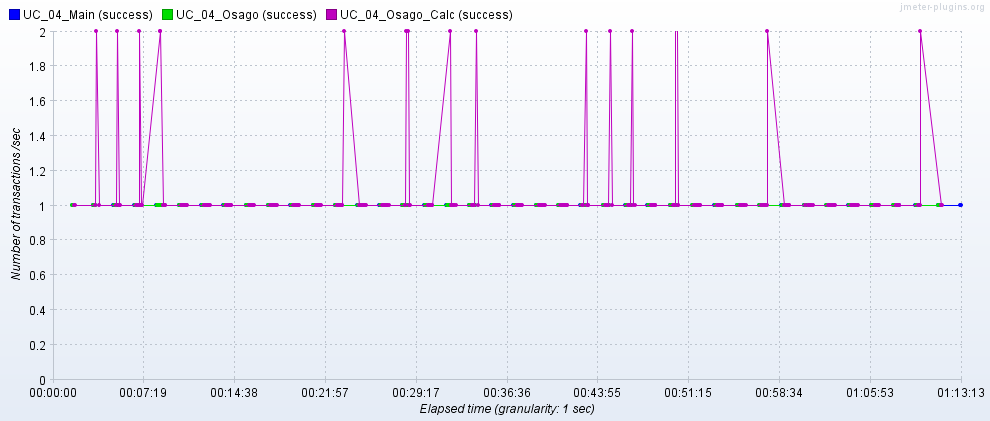 jmeter-plugins.org
UC_04_Main (success) UC_04_Osago (success) UC_04_Osago_Calc (success)
Number of transactions /sec
2
1.8
1.6
1.4
1.2
1
0.8
0.6
0.4
0.2
0
00:00:00 00:07:19 00:14:38 00:21:57 00:29:17 00:36:36 00:43:55 00:51:15 00:58:34 01:05:53 01:13:13
Elapsed time (granularity: 1 sec)